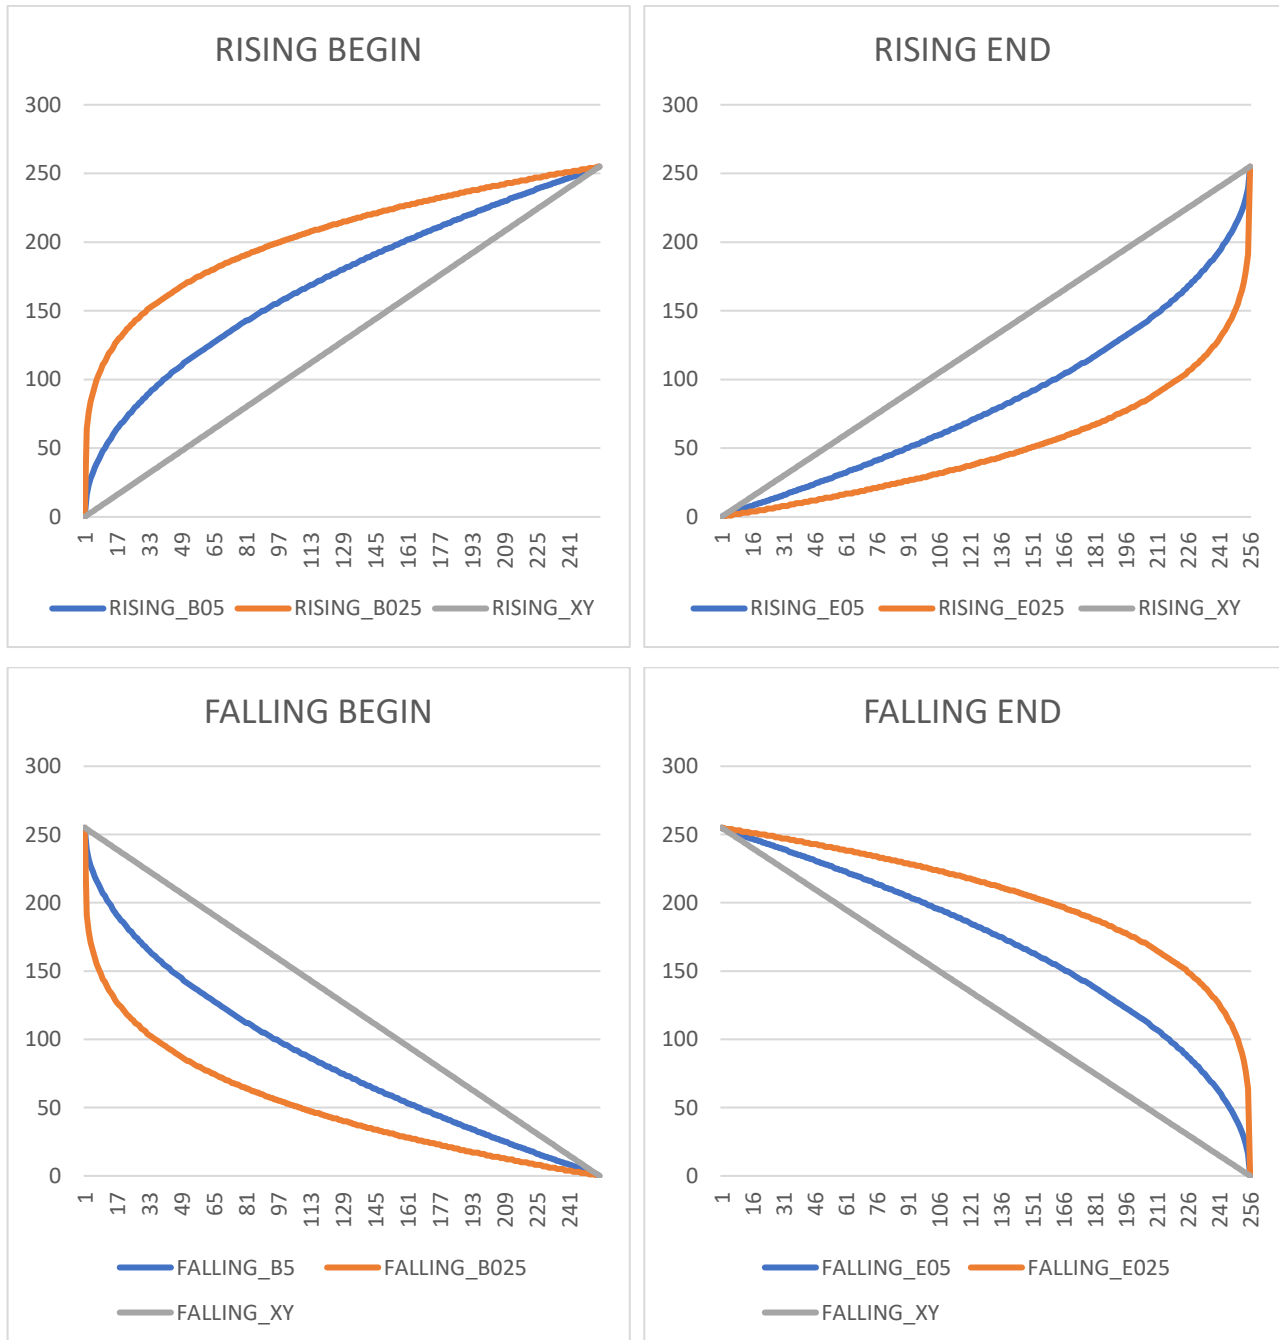 RISING BEGIN
300
250
200
150
100
50
0
1 17 33 49 65 81 97 113 129 145 161 177 193 209 225 241
RISING_B05 RISING_B025 RISING_XY
RISING END
300
250
200
150
100
50
0
1 16 31 46 61 76 91 106 121 136 151 166 181 196 211 226 241 256
RISING_E05 RISING_E025 RISING_XY
FALLING BEGIN
300
250
200
150
100
50
0
1 17 33 49 65 81 97 113 129 145 161 177 193 209 225 241
FALLING_B5 FALLING_B025
FALLING_XY
FALLING END
300
250
200
150
100
50
0
1 16 31 46 61 76 91 106 121 136 151 166 181 196 211 226 241 256
FALLING_E05 FALLING_E025
FALLING_XY